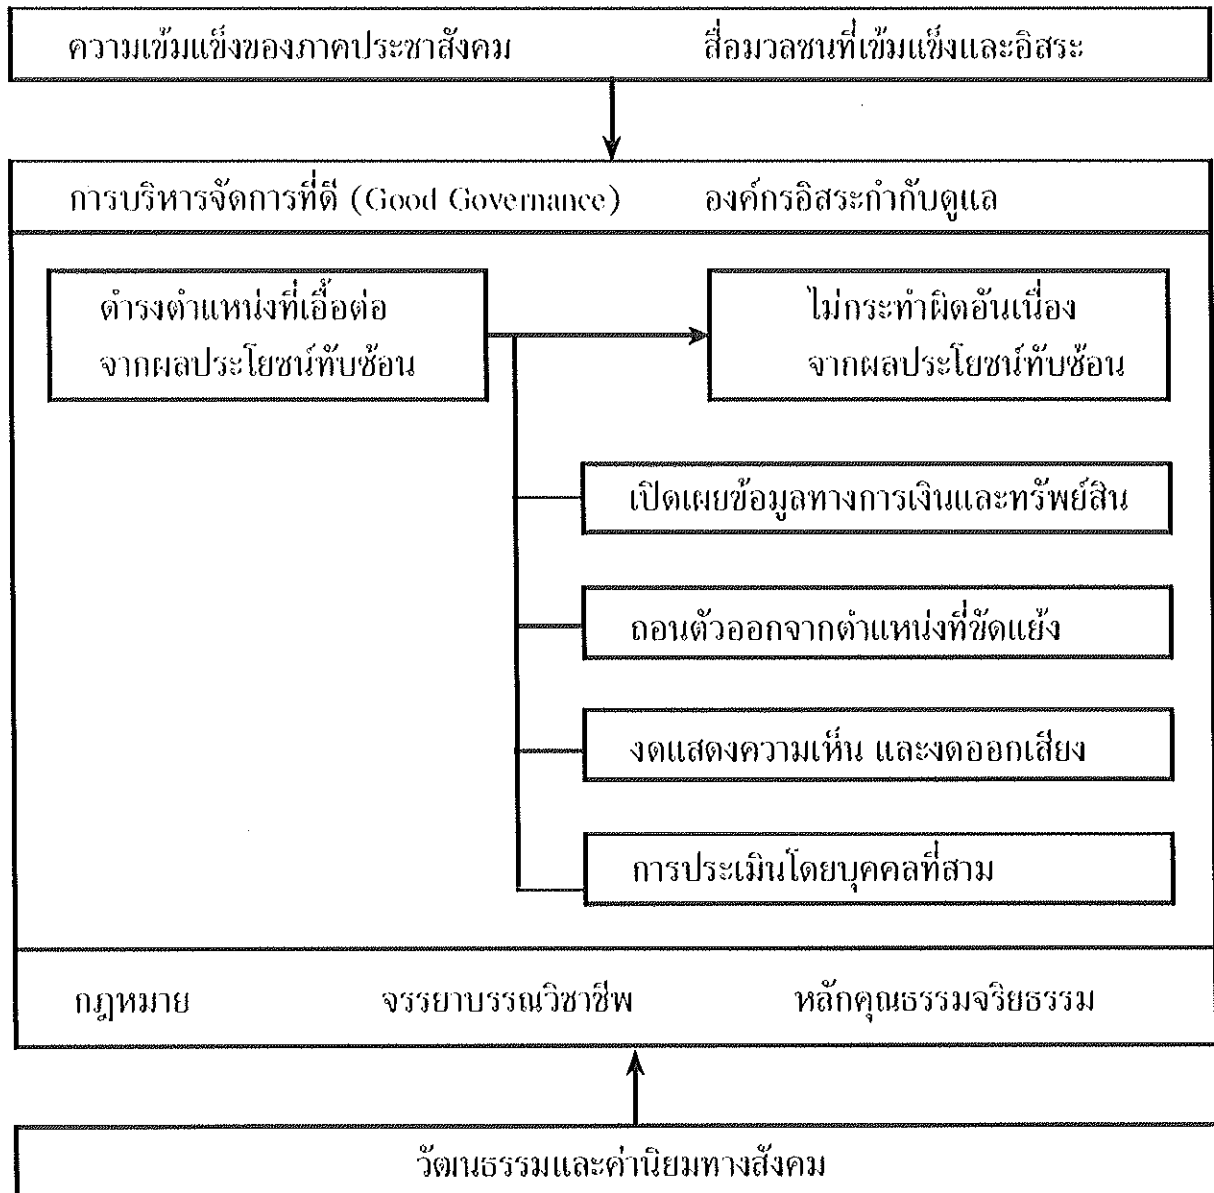 ความเข้มแข็งของภาคประชาสังคม สื่อมวลชนที่เข้มแข็งและอิสระ
การบริหารจัดการที่ดี (Good Governance) องค์กรอิสระกำกับดูแล
ดำรงตำแหน่งที่เอื้อต่อ
จากผลประโยชน์ทับซ้อน
ไม่กระทำผิดอันเนื่อง
จากผลประโยชน์ทับซ้อน
เปิดเผยข้อมูลทางการเงินและทรัพย์สิน
ถอนตัวออกจากตำแหน่งที่ขัดแย้ง
งดแสดงความเห็น และงดออกเสียง
การประเมินโดยบุคคลที่สาม
กฎหมาย จรรยาบรรณวิชาชีพ หลักคุณธรรมจริยธรรม
วัฒนธรรมและค่านิยมทางสังคม